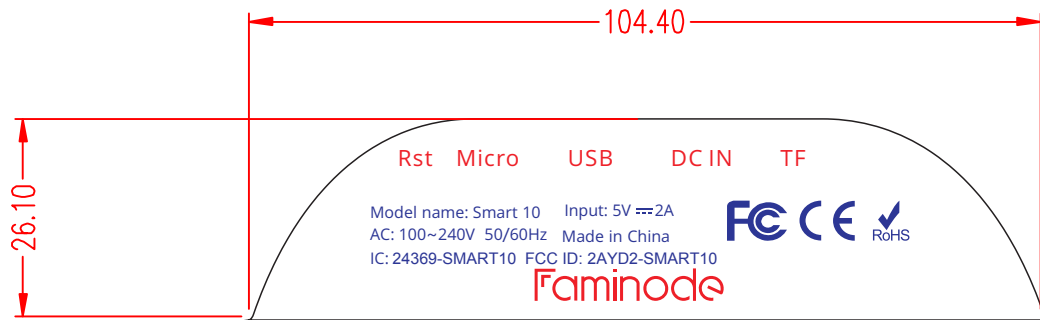 104.40
26.10
Rst Micro USB DC IN TF
Model name: Smart 10 Input: 5V ⎓ 2A
AC: 100~240V 50/60Hz Made in China
IC: 24369-SMART10 FCC ID: 2AYD2-SMART10
FC CE RoHS
Faminode